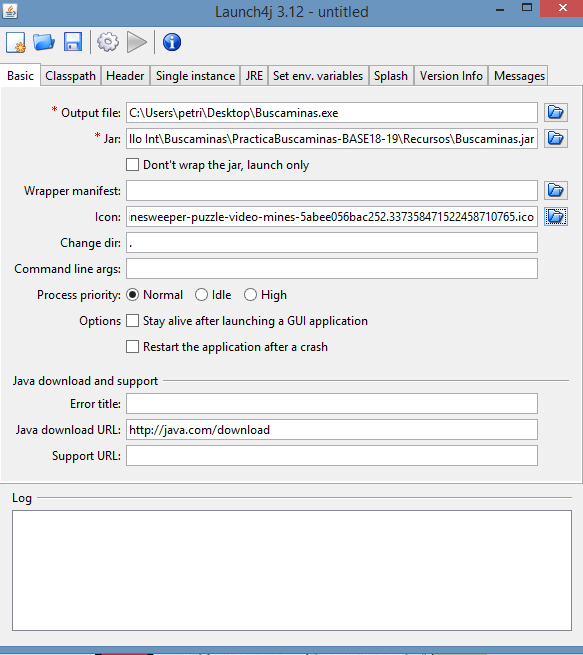 Launch4j 3.12 - untitled
Basic Classpath Header Single instance JRE Set env. variables Splash Version Info Messages
* Output file: C:\Users\petri\Desktop\Buscaminas.exe
* Jar: llo Int\Buscaminas\PracticaBuscaminas-BASE18-19\Recursos\Buscaminas.jar
Dont't wrap the jar, launch only
Wrapper manifest:
Icon: nesweeper-puzzle-video-mines-5abee056bac252.337358471522458710765.ico
Change dir: .
Command line args:
Process priority: Normal Idle High
Options Stay alive after launching a GUI application
Restart the application after a crash
Java download and support
Error title:
Java download URL: http://java.com/download
Support URL:
Log